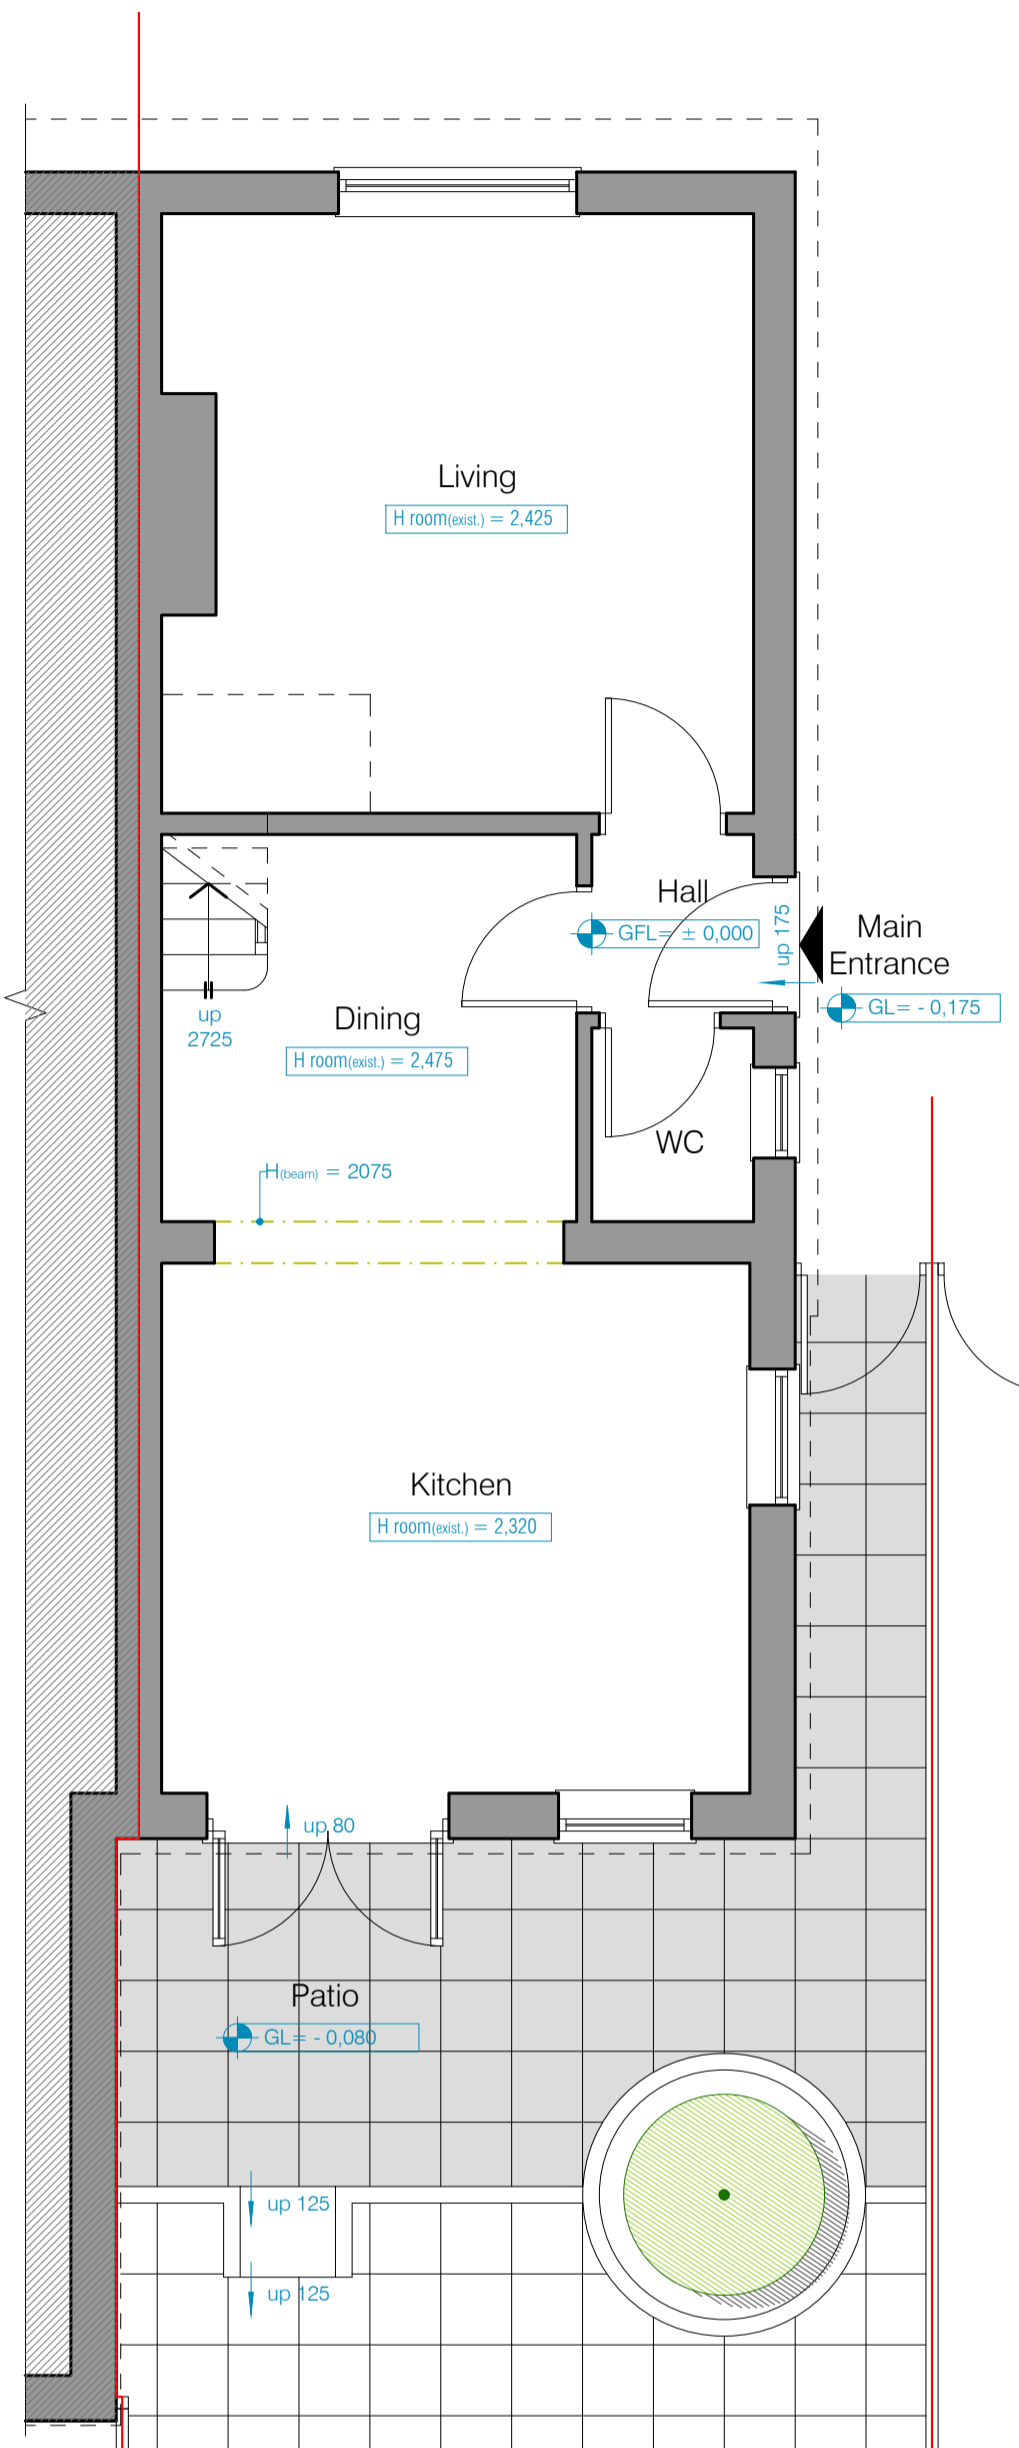 Living
H room(exist.) = 2,425
Hall
GFL= ± 0,000
up 175
Main
Entrance
GL= - 0,175
up
2725
Dining
H room(exist.) = 2,475
WC
H(beam) = 2075
Kitchen
H room(exist.) = 2,320
up 80
Patio
GL= - 0,080
up 125
up 125